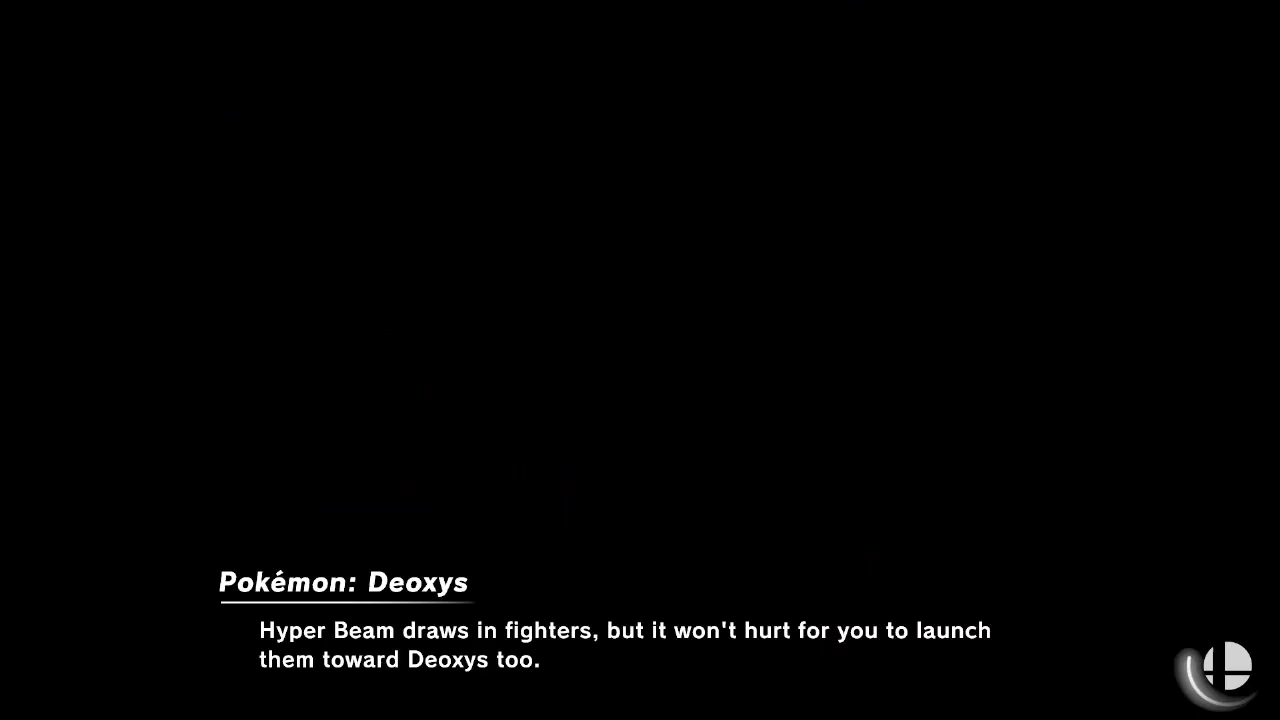 Pokémon: Deoxys
Hyper Beam draws in fighters, but it won't hurt for you to launch
them toward Deoxys too.